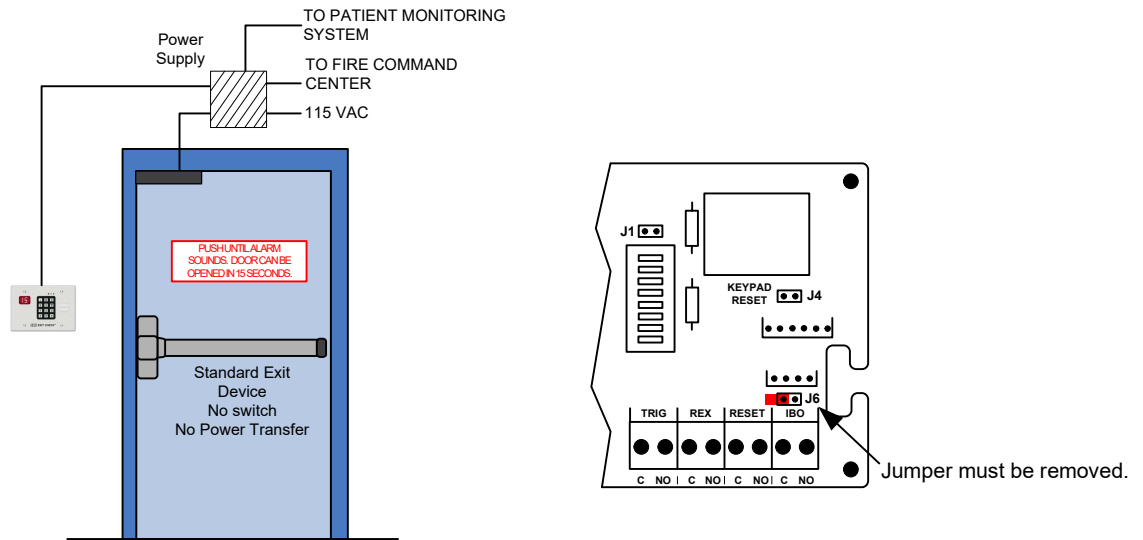 TO PATIENT MONITORING
SYSTEM
Power
Supply
TO FIRE COMMAND
CENTER
115 VAC
PUSH UNTIL ALARM
SOUNDS. DOOR CAN BE
OPENED IN 15 SECONDS.
15
EXIT CHECK
Standard Exit
Device
No switch
No Power Transfer
J1
KEYPAD
RESET
J4
J6
TRIG REX RESET IBO
C NO C NO C NO C NO
Jumper must be removed.